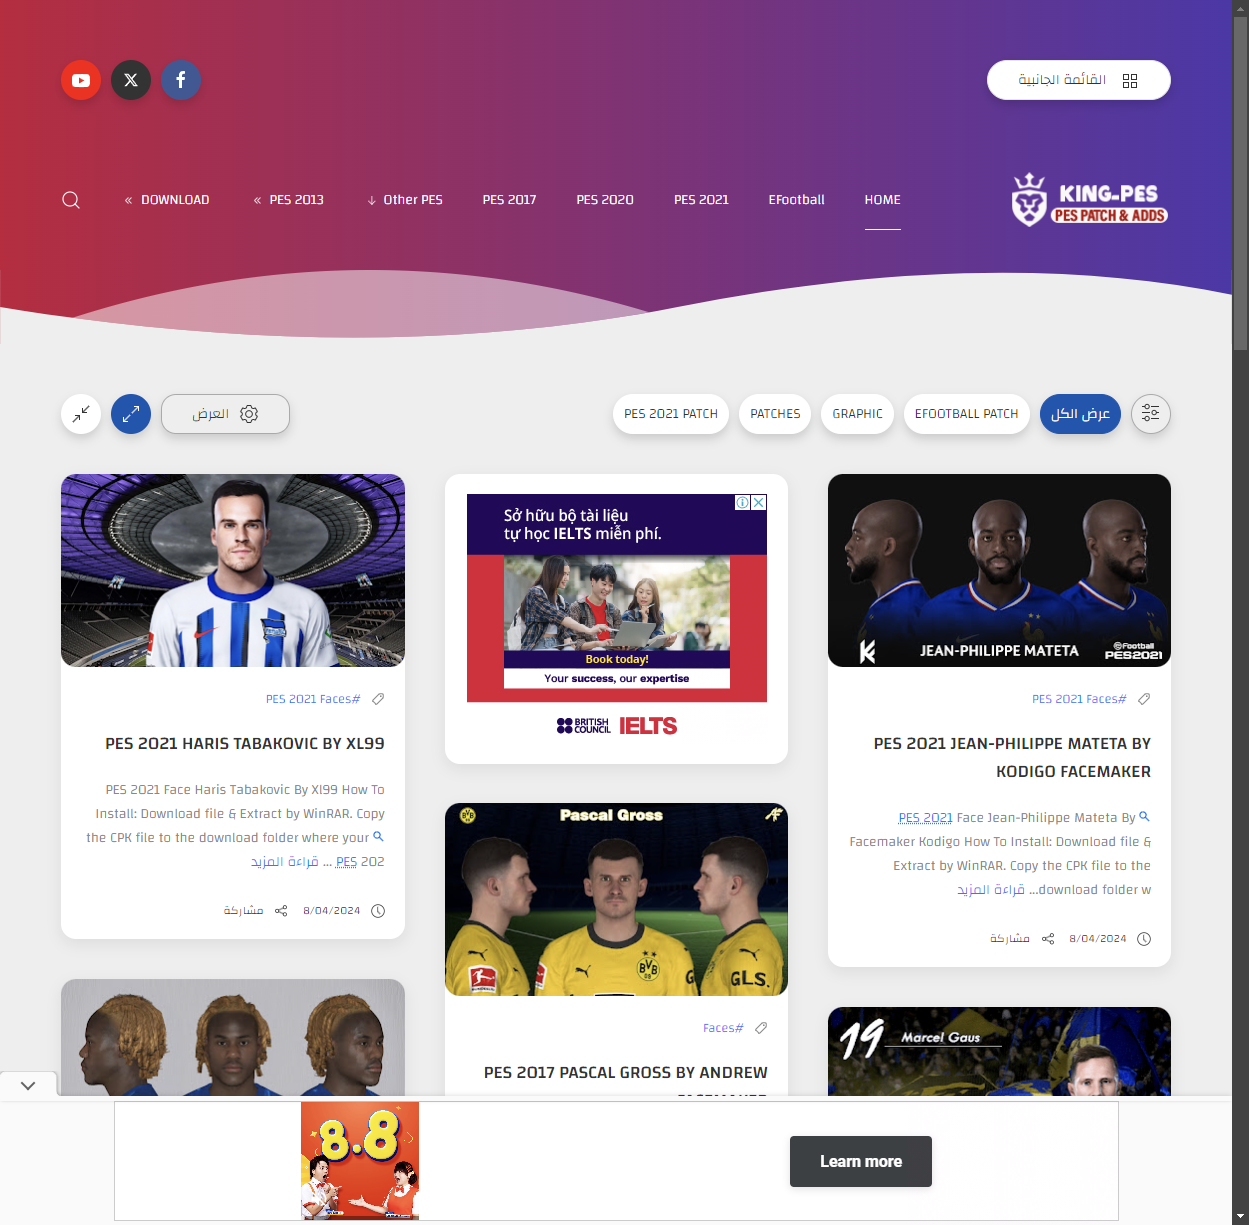 القائمة الجانبية
KING-PES
PES PATCH & ADDS
HOME
EFootball
PES 2021
PES 2020
PES 2017
Other PES
PES 2013 »
DOWNLOAD »
عرض الكل
EFOOTBALL PATCH
GRAPHIC
PATCHES
PES 2021 PATCH
العرض
JEAN-PHILIPPE MATETA
eFootball
PES2021
PES 2021 Faces#
PES 2021 JEAN-PHILIPPE MATETA BY
KODIGO FACEMAKER
PES 2021 Face Jean-Philippe Mateta By
Facemaker Kodigo How To Install: Download file &
Extract by WinRAR. Copy the CPK file to the
download folder w... قراءة المزيد
8/04/2024
مشاركة
19
Marcel Gaus
Sở hữu bộ tài liệu
tự học IELTS miễn phí.
Book today!
Your success, our expertise
BRITISH
COUNCIL
IELTS
Pascal Gross
BVB
09
GLS.
Faces#
PES 2017 PASCAL GROSS BY ANDREW
FACEMAKER
PES 2021 Faces#
PES 2021 HARIS TABAKOVIC BY XL99
PES 2021 Face Haris Tabakovic By Xl99 How To
Install: Download file & Extract by WinRAR. Copy
the CPK file to the download folder where your
PES 202 ... قراءة المزيد
8/04/2024
مشاركة
8.8
Learn more